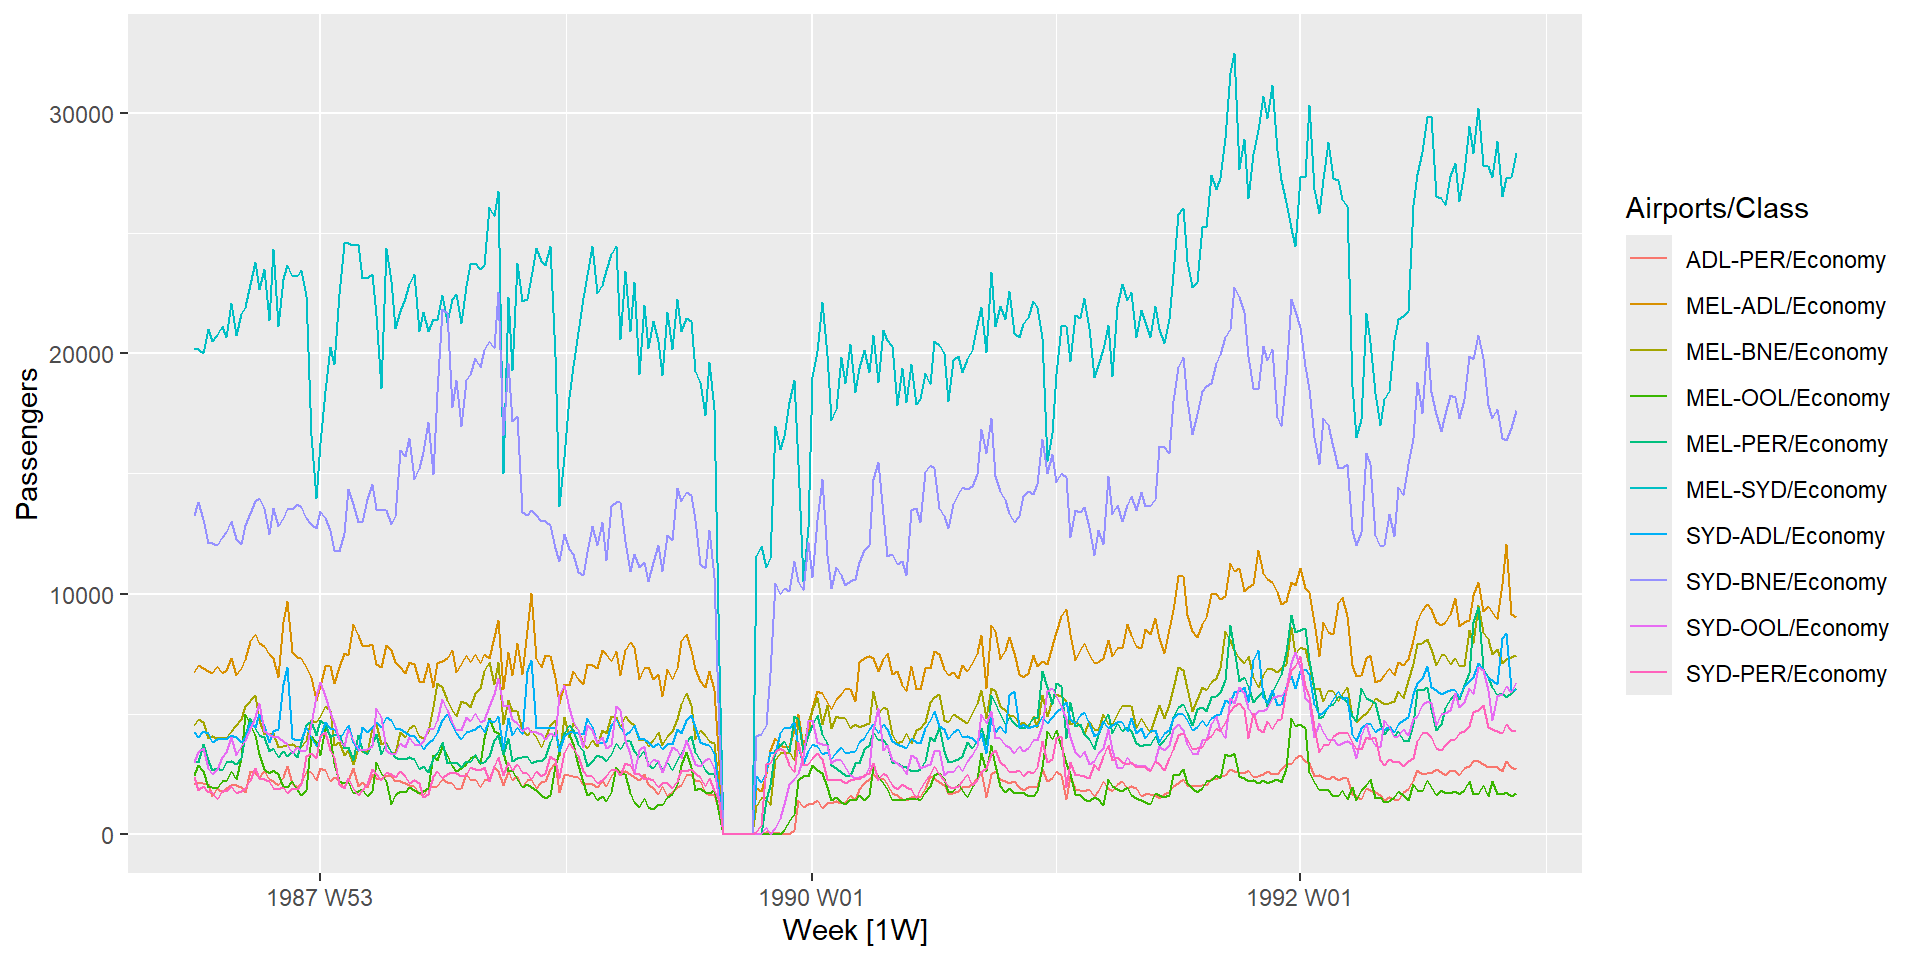 30000
20000
10000
0
Passengers
1987 W53
1990 W01
1992 W01
Week [1W]
Airports/Class
ADL-PER/Economy
MEL-ADL/Economy
MEL-BNE/Economy
MEL-OOL/Economy
MEL-PER/Economy
MEL-SYD/Economy
SYD-ADL/Economy
SYD-BNE/Economy
SYD-OOL/Economy
SYD-PER/Economy